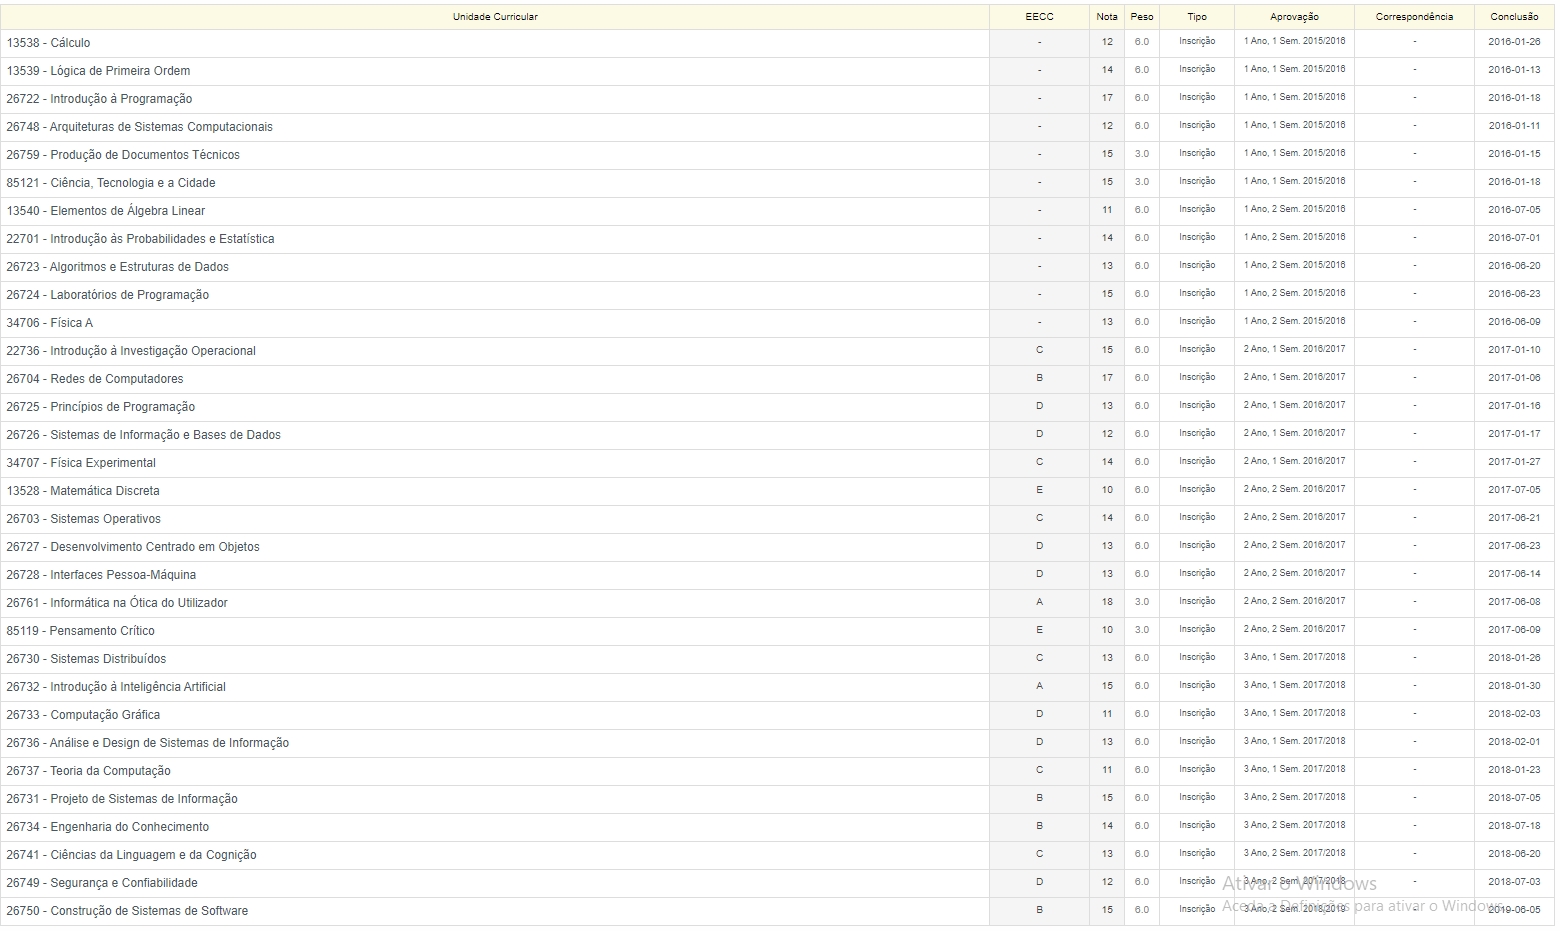 Unidade Curricular EECC Nota Peso Tipo Aprovação Correspondência Conclusão
13538 - Cálculo - 12 6.0 Inscrição 1 Ano, 1 Sem. 2015/2016 - 2016-01-26
13539 - Lógica de Primeira Ordem - 14 6.0 Inscrição 1 Ano, 1 Sem. 2015/2016 - 2016-01-13
26722 - Introdução à Programação - 17 6.0 Inscrição 1 Ano, 1 Sem. 2015/2016 - 2016-01-18
26748 - Arquiteturas de Sistemas Computacionais - 12 6.0 Inscrição 1 Ano, 1 Sem. 2015/2016 - 2016-01-11
26759 - Produção de Documentos Técnicos - 15 3.0 Inscrição 1 Ano, 1 Sem. 2015/2016 - 2016-01-15
85121 - Ciência, Tecnologia e a Cidade - 15 3.0 Inscrição 1 Ano, 1 Sem. 2015/2016 - 2016-01-18
13540 - Elementos de Álgebra Linear - 11 6.0 Inscrição 1 Ano, 2 Sem. 2015/2016 - 2016-07-05
22701 - Introdução às Probabilidades e Estatística - 14 6.0 Inscrição 1 Ano, 2 Sem. 2015/2016 - 2016-07-01
26723 - Algoritmos e Estruturas de Dados - 13 6.0 Inscrição 1 Ano, 2 Sem. 2015/2016 - 2016-06-20
26724 - Laboratórios de Programação - 15 6.0 Inscrição 1 Ano, 2 Sem. 2015/2016 - 2016-06-23
34706 - Física A - 13 6.0 Inscrição 1 Ano, 2 Sem. 2015/2016 - 2016-06-09
22736 - Introdução à Investigação Operacional C 15 6.0 Inscrição 2 Ano, 1 Sem. 2016/2017 - 2017-01-10
26704 - Redes de Computadores B 17 6.0 Inscrição 2 Ano, 1 Sem. 2016/2017 - 2017-01-06
26725 - Princípios de Programação D 13 6.0 Inscrição 2 Ano, 1 Sem. 2016/2017 - 2017-01-16
26726 - Sistemas de Informação e Bases de Dados D 12 6.0 Inscrição 2 Ano, 1 Sem. 2016/2017 - 2017-01-17
34707 - Física Experimental C 14 6.0 Inscrição 2 Ano, 1 Sem. 2016/2017 - 2017-01-27
13528 - Matemática Discreta E 10 6.0 Inscrição 2 Ano, 2 Sem. 2016/2017 - 2017-07-05
26703 - Sistemas Operativos C 14 6.0 Inscrição 2 Ano, 2 Sem. 2016/2017 - 2017-06-21
26727 - Desenvolvimento Centrado em Objetos D 13 6.0 Inscrição 2 Ano, 2 Sem. 2016/2017 - 2017-06-23
26728 - Interfaces Pessoa-Máquina D 13 6.0 Inscrição 2 Ano, 2 Sem. 2016/2017 - 2017-06-14
26761 - Informática na Ótica do Utilizador A 18 3.0 Inscrição 2 Ano, 2 Sem. 2016/2017 - 2017-06-08
85119 - Pensamento Crítico E 10 3.0 Inscrição 2 Ano, 2 Sem. 2016/2017 - 2017-06-09
26730 - Sistemas Distribuídos C 13 6.0 Inscrição 3 Ano, 1 Sem. 2017/2018 - 2018-01-26
26732 - Introdução à Inteligência Artificial A 15 6.0 Inscrição 3 Ano, 1 Sem. 2017/2018 - 2018-01-30
26733 - Computação Gráfica D 11 6.0 Inscrição 3 Ano, 1 Sem. 2017/2018 - 2018-02-03
26736 - Análise e Design de Sistemas de Informação D 13 6.0 Inscrição 3 Ano, 1 Sem. 2017/2018 - 2018-02-01
26737 - Teoria da Computação C 11 6.0 Inscrição 3 Ano, 1 Sem. 2017/2018 - 2018-01-23
26731 - Projeto de Sistemas de Informação B 15 6.0 Inscrição 3 Ano, 2 Sem. 2017/2018 - 2018-07-05
26734 - Engenharia do Conhecimento B 14 6.0 Inscrição 3 Ano, 2 Sem. 2017/2018 - 2018-07-18
26741 - Ciências da Linguagem e da Cognição C 13 6.0 Inscrição 3 Ano, 2 Sem. 2017/2018 - 2018-06-20
26749 - Segurança e Confiabilidade D 12 6.0 Inscrição 3 Ano, 2 Sem. 2017/2018 - 2018-07-03
26750 - Construção de Sistemas de Software B 15 6.0 Inscrição 3 Ano, 2 Sem. 2018/2019 - 2019-06-05
Ativar o Windows
Aceda a Definições para ativar o Windows.